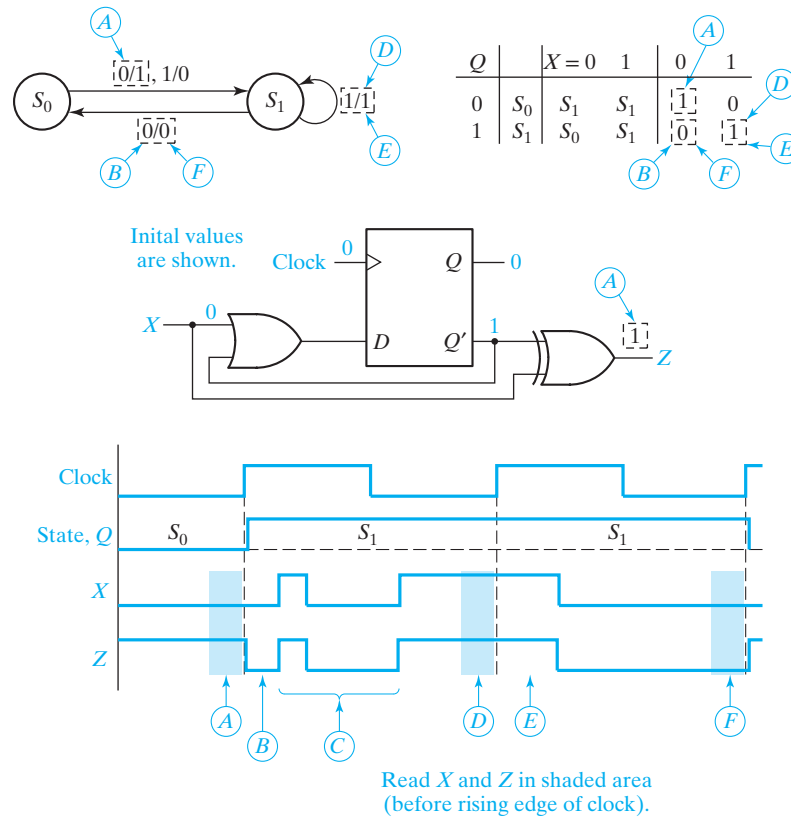 A
0/1, 1/0
D
S0
S1
1/1
0/0
B
F
E
A
Q X = 0 1 0 1
D
0 S0 S1 S1 1 0
1 S1 S0 S1 0 1
B
F
E
Inital values
are shown.
Clock
0
Q
0
A
X
0
D
Q′
1
1
Z
Clock
State, Q
S0
S1
S1
X
Z
A
B
C
D
E
F
Read X and Z in shaded area
(before rising edge of clock).